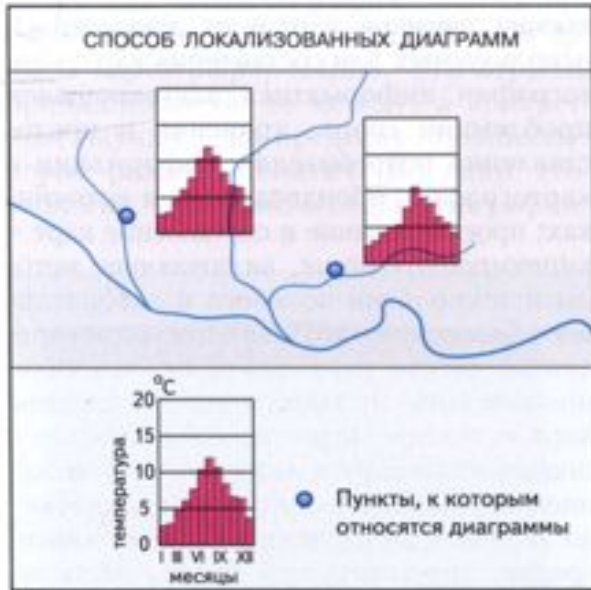 СПОСОБ ЛОКАЛИЗОВАННЫХ ДИАГРАММ
°С
20
15
10
5
0
температура
I III VI IX XII
месяцы
Пункты, к которым
относятся диаграммы